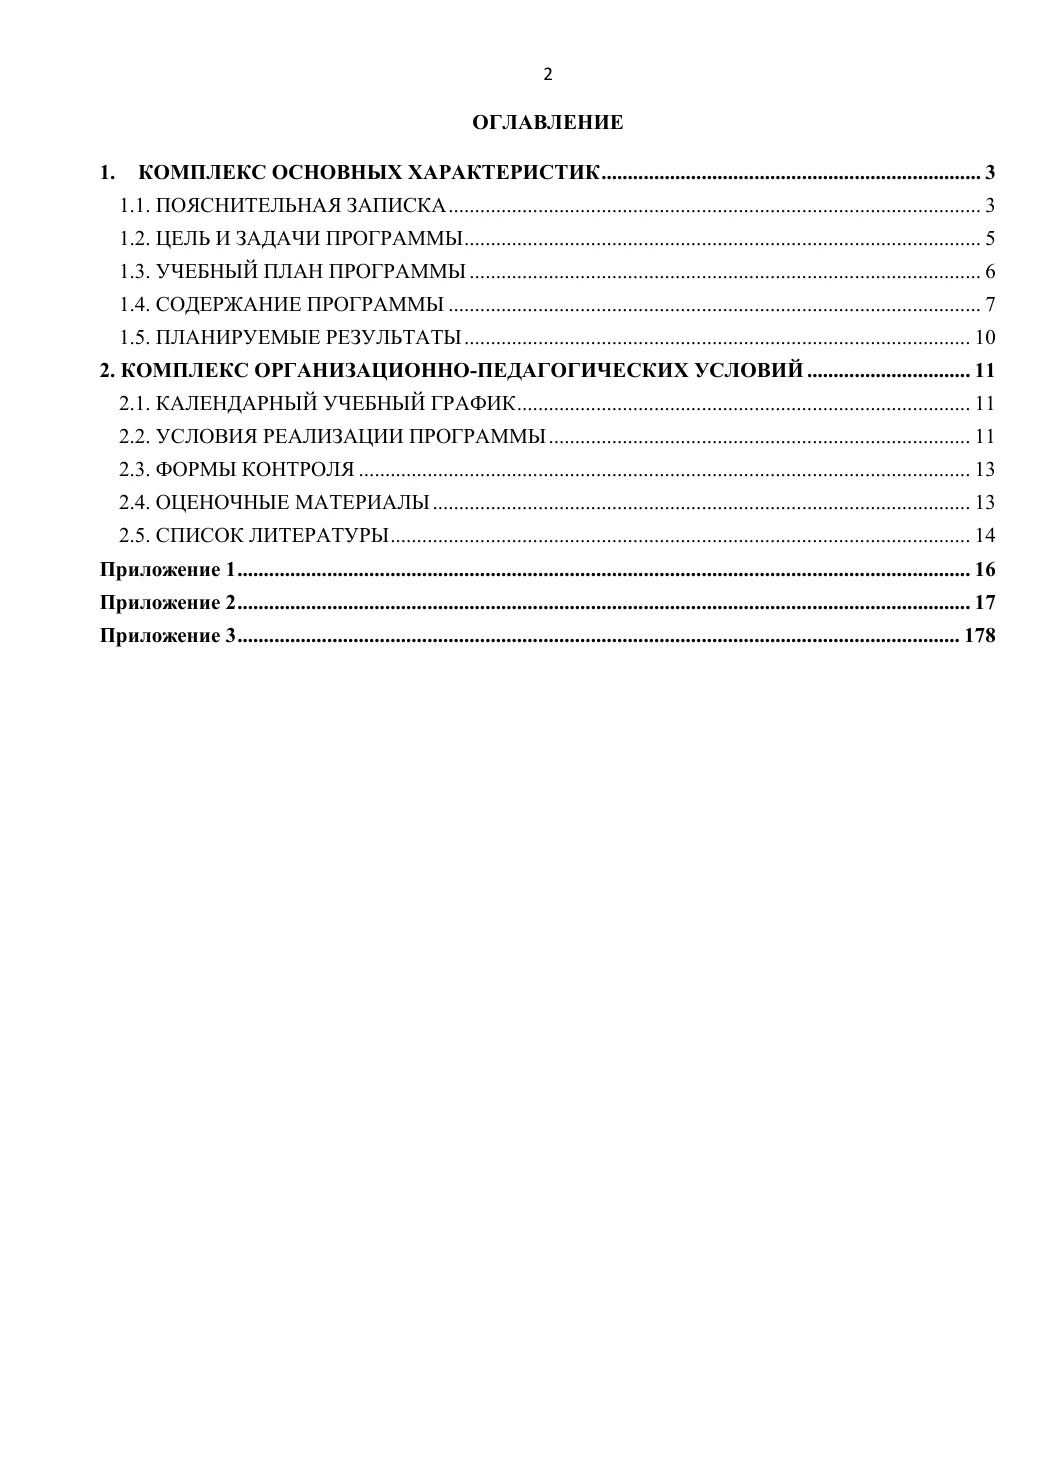 2
ОГЛАВЛЕНИЕ
1. КОМПЛЕКС ОСНОВНЫХ ХАРАКТЕРИСТИК........................................................................ 3
1.1. ПОЯСНИТЕЛЬНАЯ ЗАПИСКА..................................................................................................... 3
1.2. ЦЕЛЬ И ЗАДАЧИ ПРОГРАММЫ.................................................................................................. 5
1.3. УЧЕБНЫЙ ПЛАН ПРОГРАММЫ ................................................................................................. 6
1.4. СОДЕРЖАНИЕ ПРОГРАММЫ ..................................................................................................... 7
1.5. ПЛАНИРУЕМЫЕ РЕЗУЛЬТАТЫ................................................................................................ 10
2. КОМПЛЕКС ОРГАНИЗАЦИОННО-ПЕДАГОГИЧЕСКИХ УСЛОВИЙ ............................... 11
2.1. КАЛЕНДАРНЫЙ УЧЕБНЫЙ ГРАФИК...................................................................................... 11
2.2. УСЛОВИЯ РЕАЛИЗАЦИИ ПРОГРАММЫ................................................................................ 11
2.3. ФОРМЫ КОНТРОЛЯ .................................................................................................................... 13
2.4. ОЦЕНОЧНЫЕ МАТЕРИАЛЫ...................................................................................................... 13
2.5. СПИСОК ЛИТЕРАТУРЫ.............................................................................................................. 14
Приложение 1........................................................................................................................................... 16
Приложение 2........................................................................................................................................... 17
Приложение 3......................................................................................................................................... 178